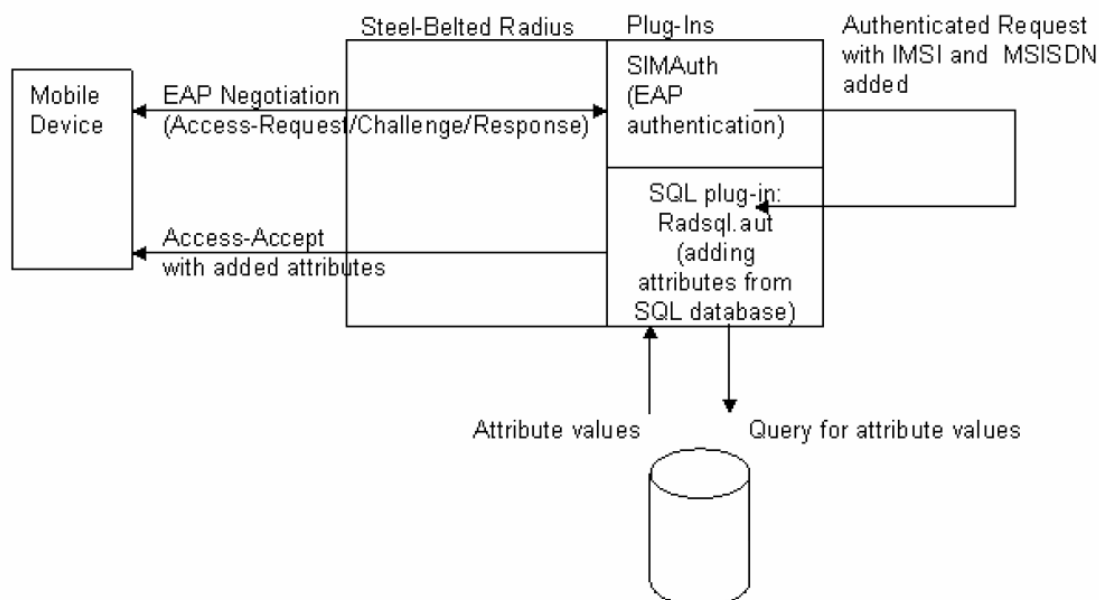 Steel-Belted Radius
Plug-Ins
Authenticated Request
with IMSI and MSISDN
added
Mobile
Device
EAP Negotiation
(Access-Request/Challenge/Response)
SIMAuth
(EAP
authentication)
SQL plug-in:
Radsql.aut
(adding
attributes from
SQL database)
Access-Accept
with added attributes
Attribute values
Query for attribute values